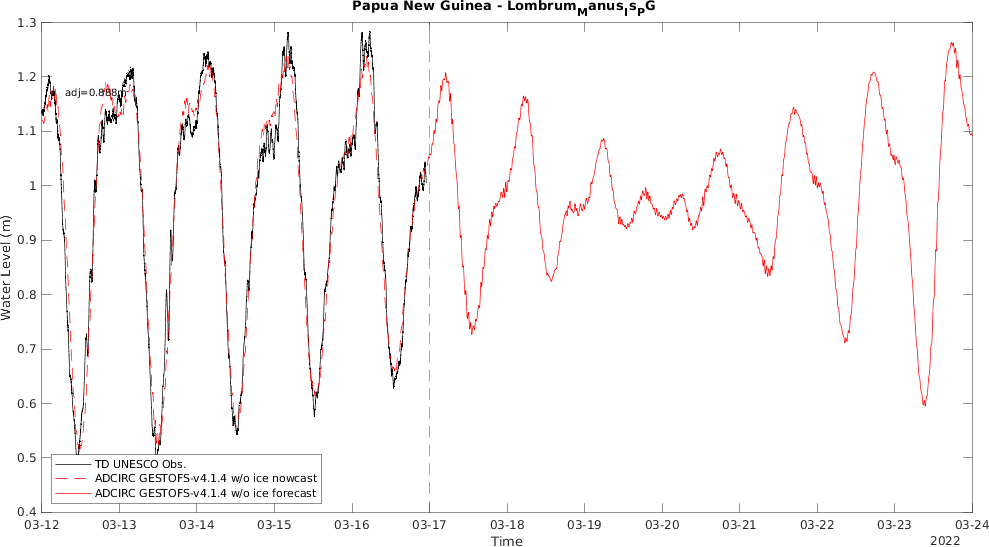 Papua New Guinea - LombrumManusIsPG
1.3
1.2
1.1
1
0.9
0.8
0.7
0.6
0.5
0.4
Water Level (m)
adj=0.888
TD UNESCO Obs.
ADCIRC GESTOFS-v4.1.4 w/o ice nowcast
ADCIRC GESTOFS-v4.1.4 w/o ice forecast
03-12 03-13 03-14 03-15 03-16 03-17 03-18 03-19 03-20 03-21 03-22 03-23 03-24
Time
2022